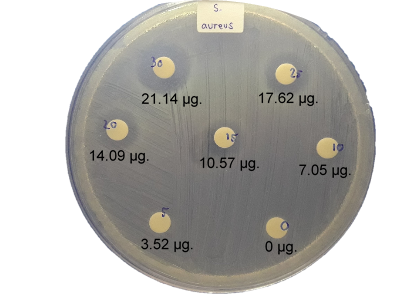 S.
aureus
30
25
21.14 µg.
17.62 µg.
20
15
10
14.09 µg.
10.57 µg.
7.05 µg.
5
0
3.52 µg.
0 µg.